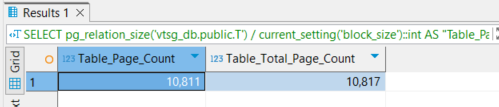 Results 1
SELECT pg_relation_size('vtsg_db.public.T') / current_setting('block_size')::int AS "Table_Pa
Grid
123 Table_Page_Count
123 Table_Total_Page_Count
1
10,811
10,817